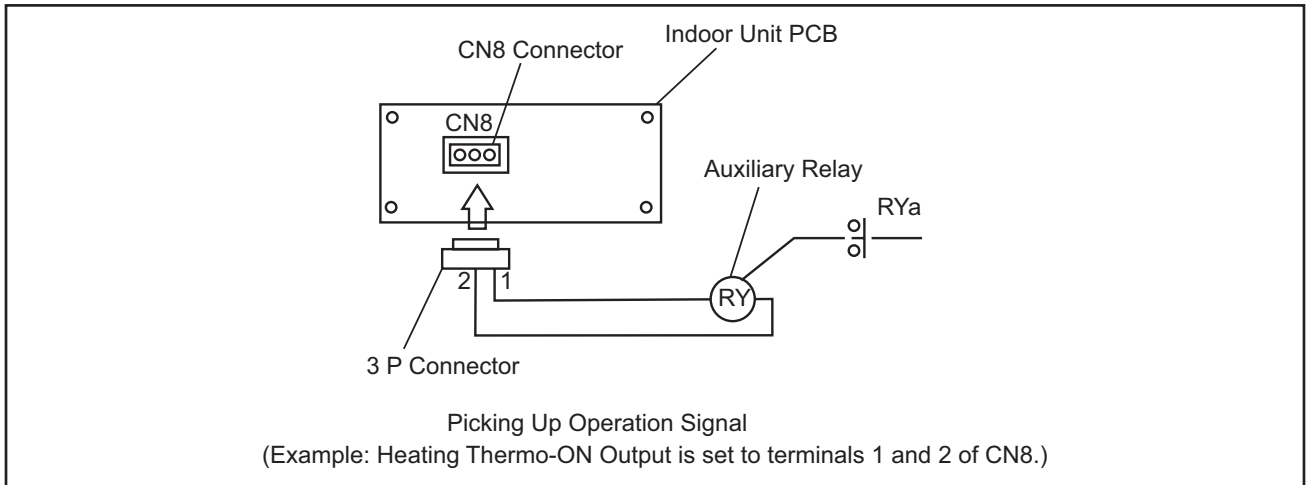 Indoor Unit PCB
CN8 Connector
CN8
Auxiliary Relay
RYa
2 1
RY
3 P Connector
Picking Up Operation Signal
(Example: Heating Thermo-ON Output is set to terminals 1 and 2 of CN8.)